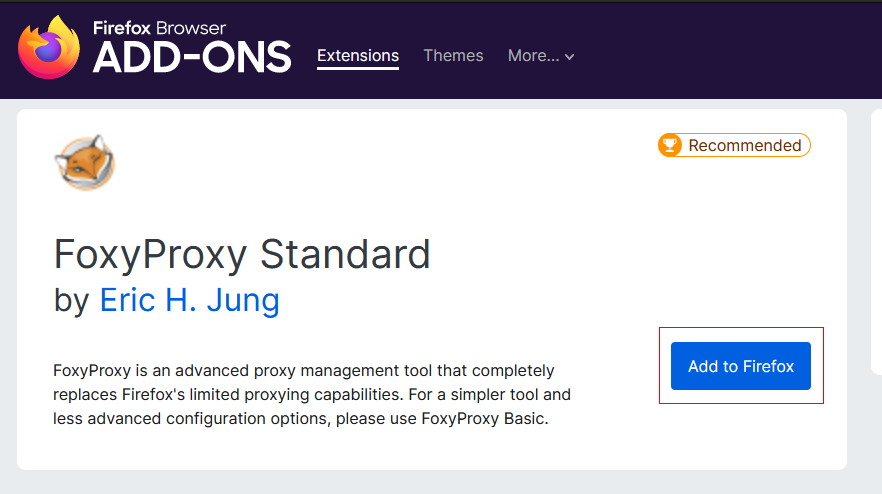 Firefox Browser
ADD-ONS
Extensions
Themes
More...
Recommended
FoxyProxy Standard
by Eric H. Jung
FoxyProxy is an advanced proxy management tool that completely
replaces Firefox's limited proxying capabilities. For a simpler tool and
less advanced configuration options, please use FoxyProxy Basic.
Add to Firefox